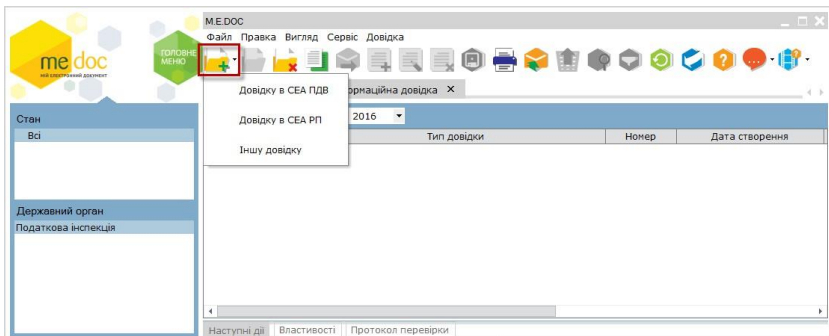 M.E.DOC
Файл Правка Вигляд Сервіс Довідка
me doc
мій електронний документ
ГОЛОВНЕ МЕНЮ
Довідку в СЕА ПДВ
Довідку в СЕА РП
Іншу довідку
ормаційна довідка X
Стан
Всі
2016
Тип довідки Номер Дата створення
Державний орган
Податкова інспекція
Наступні дії Властивості Протокол перевірки